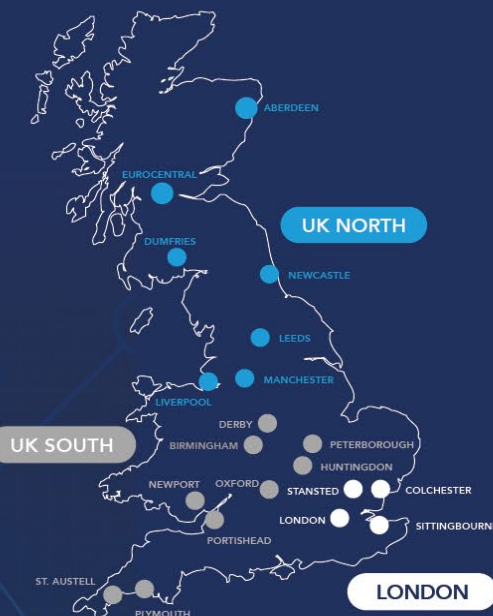 ABERDEEN
EUROCENTRAL
UK NORTH
DUMFRIES
NEWCASTLE
LEEDS
MANCHESTER
LIVERPOOL
DERBY
UK SOUTH
BIRMINGHAM
PETERBOROUGH
HUNTINGDON
NEWPORT
OXFORD
STANSTED
COLCHESTER
LONDON
SITTINGBOURNE
PORTISHEAD
ST. AUSTELL
LONDON
PLYMOUTH